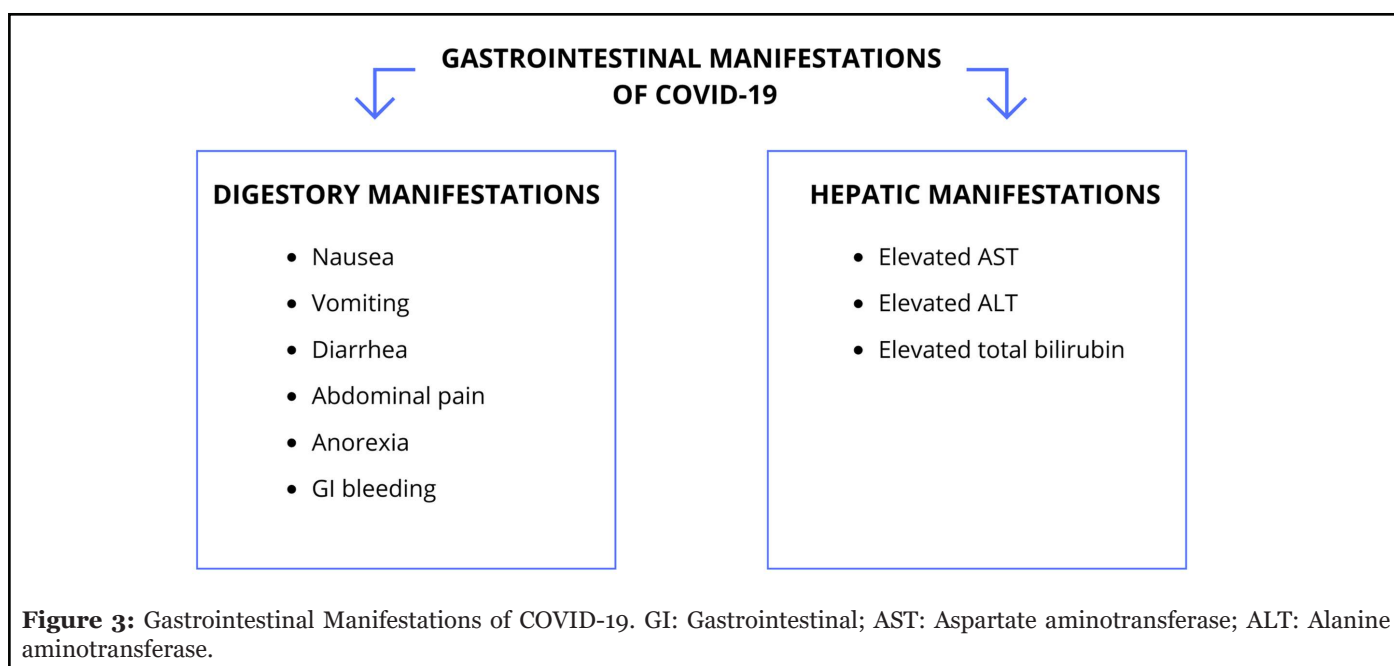 GASTROINTESTINAL MANIFESTATIONS
OF COVID-19
DIGESTORY MANIFESTATIONS
• Nausea
• Vomiting
• Diarrhea
• Abdominal pain
• Anorexia
• GI bleeding
HEPATIC MANIFESTATIONS
• Elevated AST
• Elevated ALT
• Elevated total bilirubin
Figure 3: Gastrointestinal Manifestations of COVID-19. GI: Gastrointestinal; AST: Aspartate aminotransferase; ALT: Alanine
aminotransferase.